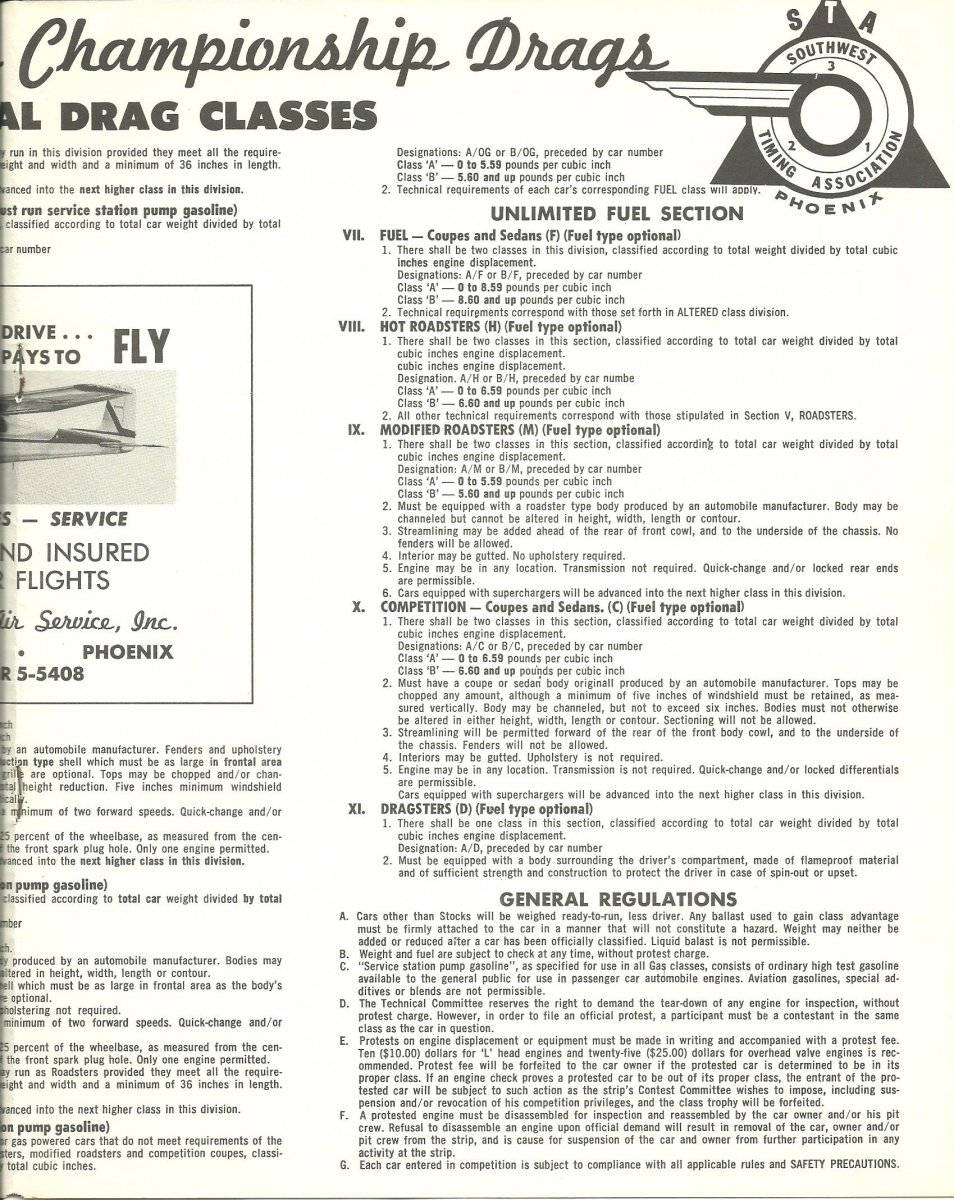 Championship Drags
AL DRAG CLASSES
run in this division provided they meet all the require-
eight and width and a minimum of 36 inches in length.
vanced into the next higher class in this division.
ust run service station pump gasoline)
classified according to total car weight divided by total
car number
DRIVE . . .
PAYS TO FLY
S — SERVICE
ND INSURED
FLIGHTS
Air Service, Inc.
• PHOENIX
R 5-5408
ch
ch
by an automobile manufacturer. Fenders and upholstery
uction type shell which must be as large in frontal area
grille are optional. Tops may be chopped and/or chan-
otal height reduction. Five inches minimum windshield
ically.
a minimum of two forward speeds. Quick-change and/or
25 percent of the wheelbase, as measured from the cen-
the front spark plug hole. Only one engine permitted.
vanced into the next higher class in this division.
on pump gasoline)
classified according to total car weight divided by total
mber
ch.
y produced by an automobile manufacturer. Bodies may
altered in height, width, length or contour.
ell which must be as large in frontal area as the body's
e optional.
pholstering not required.
minimum of two forward speeds. Quick-change and/or
25 percent of the wheelbase, as measured from the cen-
the front spark plug hole. Only one engine permitted.
ay run as Roadsters provided they meet all the require-
eight and width and a minimum of 36 inches in length.
vanced into the next higher class in this division.
on pump gasoline)
or gas powered cars that do not meet requirements of the
sters, modified roadsters and competition coupes, classi-
total cubic inches.
STA
SOUTHWEST
TIMING ASSOCIATION
3
2
1
PHOENIX
Designations: A/OG or B/OG, preceded by car number
Class 'A' — 0 to 5.59 pounds per cubic inch
Class 'B' — 5.60 and up pounds per cubic inch
2. Technical requirements of each car's corresponding FUEL class will apply.
UNLIMITED FUEL SECTION
VII. FUEL — Coupes and Sedans (F) (Fuel type optional)
1. There shall be two classes in this division, classified according to total weight divided by total cubic
inches engine displacement.
Designations: A/F or B/F, preceded by car number
Class 'A' — 0 to 8.59 pounds per cubic inch
Class 'B' — 8.60 and up pounds per cubic inch
2. Technical requirements correspond with those set forth in ALTERED class division.
VIII. HOT ROADSTERS (H) (Fuel type optional)
1. There shall be two classes in this section, classified according to total car weight divided by total
cubic inches engine displacement.
cubic inches engine displacement.
Designation. A/H or B/H, preceded by car numbe
Class 'A' — 0 to 6.59 pounds per cubic inch
Class 'B' — 6.60 and up pounds per cubic inch
2. All other technical requirements correspond with those stipulated in Section V, ROADSTERS.
IX. MODIFIED ROADSTERS (M) (Fuel type optional)
1. There shall be two classes in this section, classified according to total car weight divided by total
cubic inches engine displacement.
Designation: A/M or B/M, preceded by car number
Class 'A' — 0 to 5.59 pounds per cubic inch
Class 'B' — 5.60 and up pounds per cubic inch
2. Must be equipped with a roadster type body produced by an automobile manufacturer. Body may be
channeled but cannot be altered in height, width, length or contour.
3. Streamlining may be added ahead of the rear of front cowl, and to the underside of the chassis. No
fenders will be allowed.
4. Interior may be gutted. No upholstery required.
5. Engine may be in any location. Transmission not required. Quick-change and/or locked rear ends
are permissible.
6. Cars equipped with superchargers will be advanced into the next higher class in this division.
X. COMPETITION — Coupes and Sedans. (C) (Fuel type optional)
1. There shall be two classes in this section, classified according to total car weight divided by total
cubic inches engine displacement.
Designations: A/C or B/C, preceded by car number
Class 'A' — 0 to 6.59 pounds per cubic inch
Class 'B' — 6.60 and up pounds per cubic inch
2. Must have a coupe or sedan body originall produced by an automobile manufacturer. Tops may be
chopped any amount, although a minimum of five inches of windshield must be retained, as mea-
sured vertically. Body may be channeled, but not to exceed six inches. Bodies must not otherwise
be altered in either height, width, length or contour. Sectioning will not be allowed.
3. Streamlining will be permitted forward of the rear of the front body cowl, and to the underside of
the chassis. Fenders will not be allowed.
4. Interiors may be gutted. Upholstery is not required.
5. Engine may be in any location. Transmission is not required. Quick-change and/or locked differentials
are permissible.
Cars equipped with superchargers will be advanced into the next higher class in this division.
XI. DRAGSTERS (D) (Fuel type optional)
1. There shall be one class in this section, classified according to total car weight divided by total
cubic inches engine displacement.
Designation: A/D, preceded by car number
2. Must be equipped with a body surrounding the driver's compartment, made of flameproof material
and of sufficient strength and construction to protect the driver in case of spin-out or upset.
GENERAL REGULATIONS
A. Cars other than Stocks will be weighed ready-to-run, less driver. Any ballast used to gain class advantage
must be firmly attached to the car in a manner that will not constitute a hazard. Weight may neither be
added or reduced after a car has been officially classified. Liquid balast is not permissible.
B. Weight and fuel are subject to check at any time, without protest charge.
C. "Service station pump gasoline", as specified for use in all Gas classes, consists of ordinary high test gasoline
available to the general public for use in passenger car automobile engines. Aviation gasolines, special ad-
ditives or blends are not permissible.
D. The Technical Committee reserves the right to demand the tear-down of any engine for inspection, without
protest charge. However, in order to file an official protest, a participant must be a contestant in the same
class as the car in question.
E. Protests on engine displacement or equipment must be made in writing and accompanied with a protest fee.
Ten ($10.00) dollars for 'L' head engines and twenty-five ($25.00) dollars for overhead valve engines is rec-
ommended. Protest fee will be forfeited to the car owner if the protested car is determined to be in its
proper class. If an engine check proves a protested car to be out of its proper class, the entrant of the pro-
tested car will be subject to such action as the strip's Contest Committee wishes to impose, including sus-
pension and/or revocation of his competition privileges, and the class trophy will be forfeited.
F. A protested engine must be disassembled for inspection and reassembled by the car owner and/or his pit
crew. Refusal to disassemble an engine upon official demand will result in removal of the car, owner and/or
pit crew from the strip, and is cause for suspension of the car and owner from further participation in any
activity at the strip.
G. Each car entered in competition is subject to compliance with all applicable rules and SAFETY PRECAUTIONS.